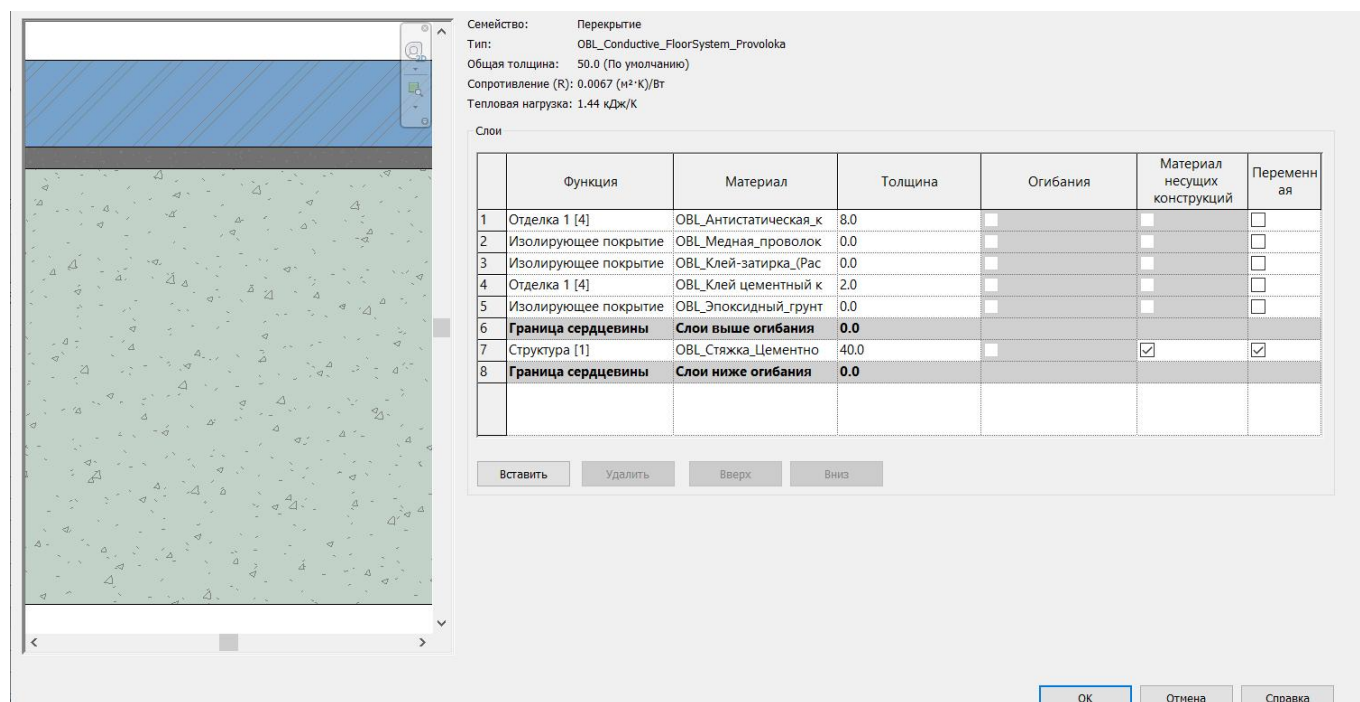 Семейство: Перекрытие
Тип: OBL_Conductive_FloorSystem_Provoloka
Общая толщина: 50.0 (По умолчанию)
Сопротивление (R): 0.0067 (м²·К)/Вт
Тепловая нагрузка: 1.44 кДж/К
Слои
Функция Материал Толщина Огибания Материал несущих конструкций Переменн ая
1 Отделка 1 [4] OBL_Антистатическая_к 8.0
2 Изолирующее покрытие OBL_Медная_проволок 0.0
3 Изолирующее покрытие OBL_Клей-затирка_(Рас 0.0
4 Отделка 1 [4] OBL_Клей цементный к 2.0
5 Изолирующее покрытие OBL_Эпоксидный_грунт 0.0
6 Граница сердцевины Слои выше огибания 0.0
7 Структура [1] OBL_Стяжка_Цементно 40.0
8 Граница сердцевины Слои ниже огибания 0.0
Вставить Удалить Вверх Вниз
ОК Отмена Справка